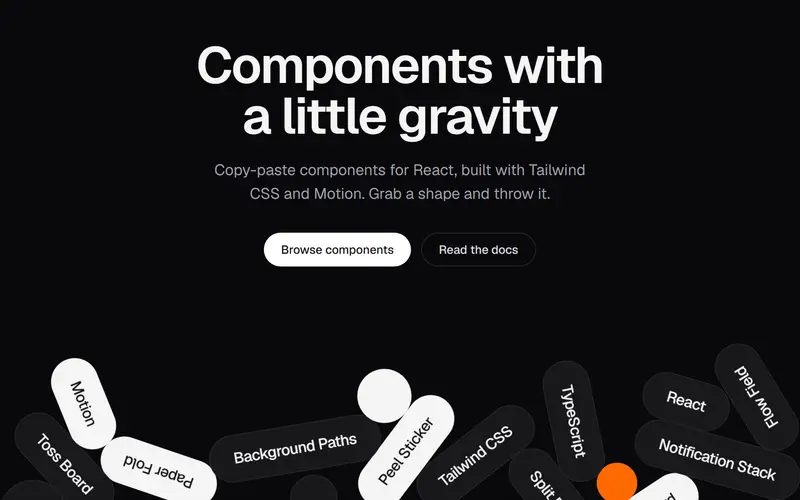 Components with
a little gravity
Copy-paste components for React, built with Tailwind
CSS and Motion. Grab a shape and throw it.
Browse components
Read the docs
Motion
Toss Board
Paper Fold
Background Paths
Peel Sticker
Tailwind CSS
TypeScript
Split
React
Flow Field
Notification Stack